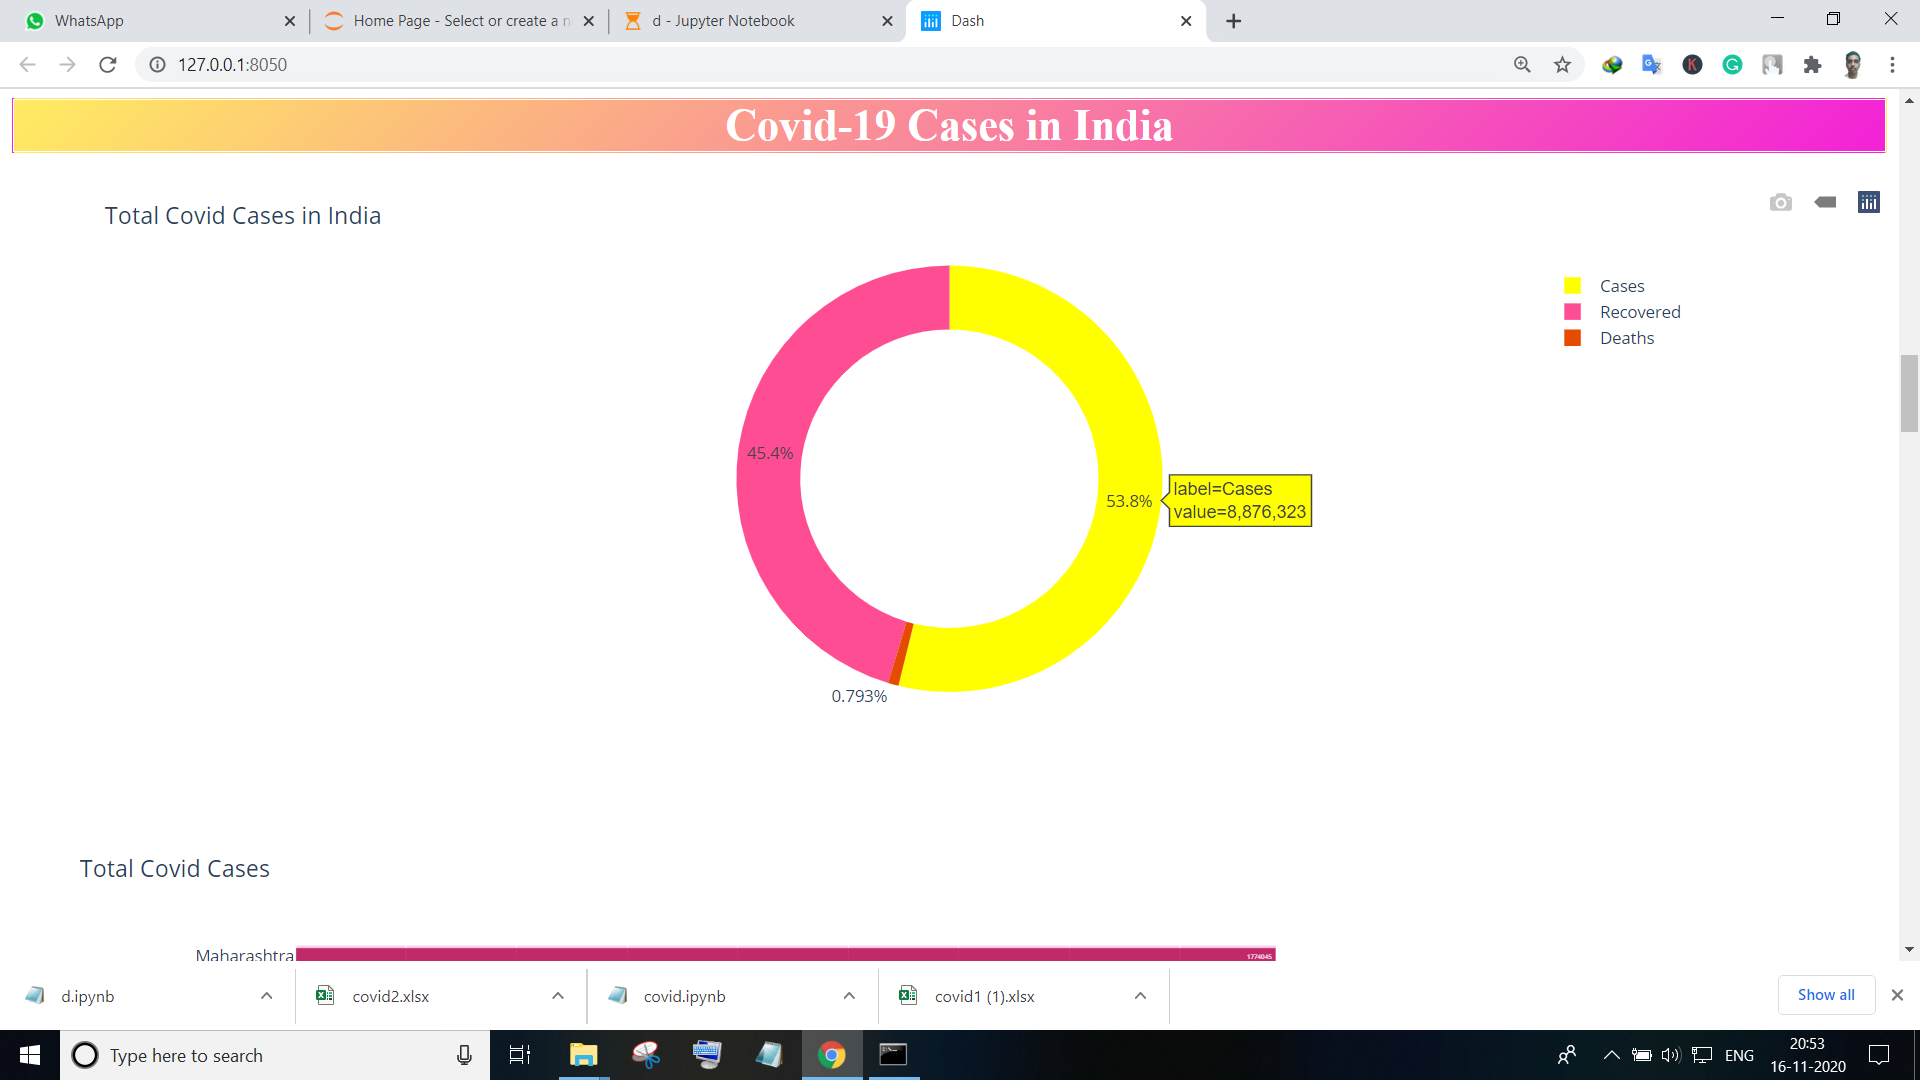 WhatsApp
Home Page - Select or create a n
d - Jupyter Notebook
Dash
127.0.0.1:8050
Covid-19 Cases in India
Total Covid Cases in India
Cases
Recovered
Deaths
45.4%
53.8%
label=Cases
value=8,876,323
0.793%
Total Covid Cases
Maharashtra
1774045
d.ipynb
covid2.xlsx
covid.ipynb
covid1 (1).xlsx
Show all
Type here to search
ENG
20:53
16-11-2020